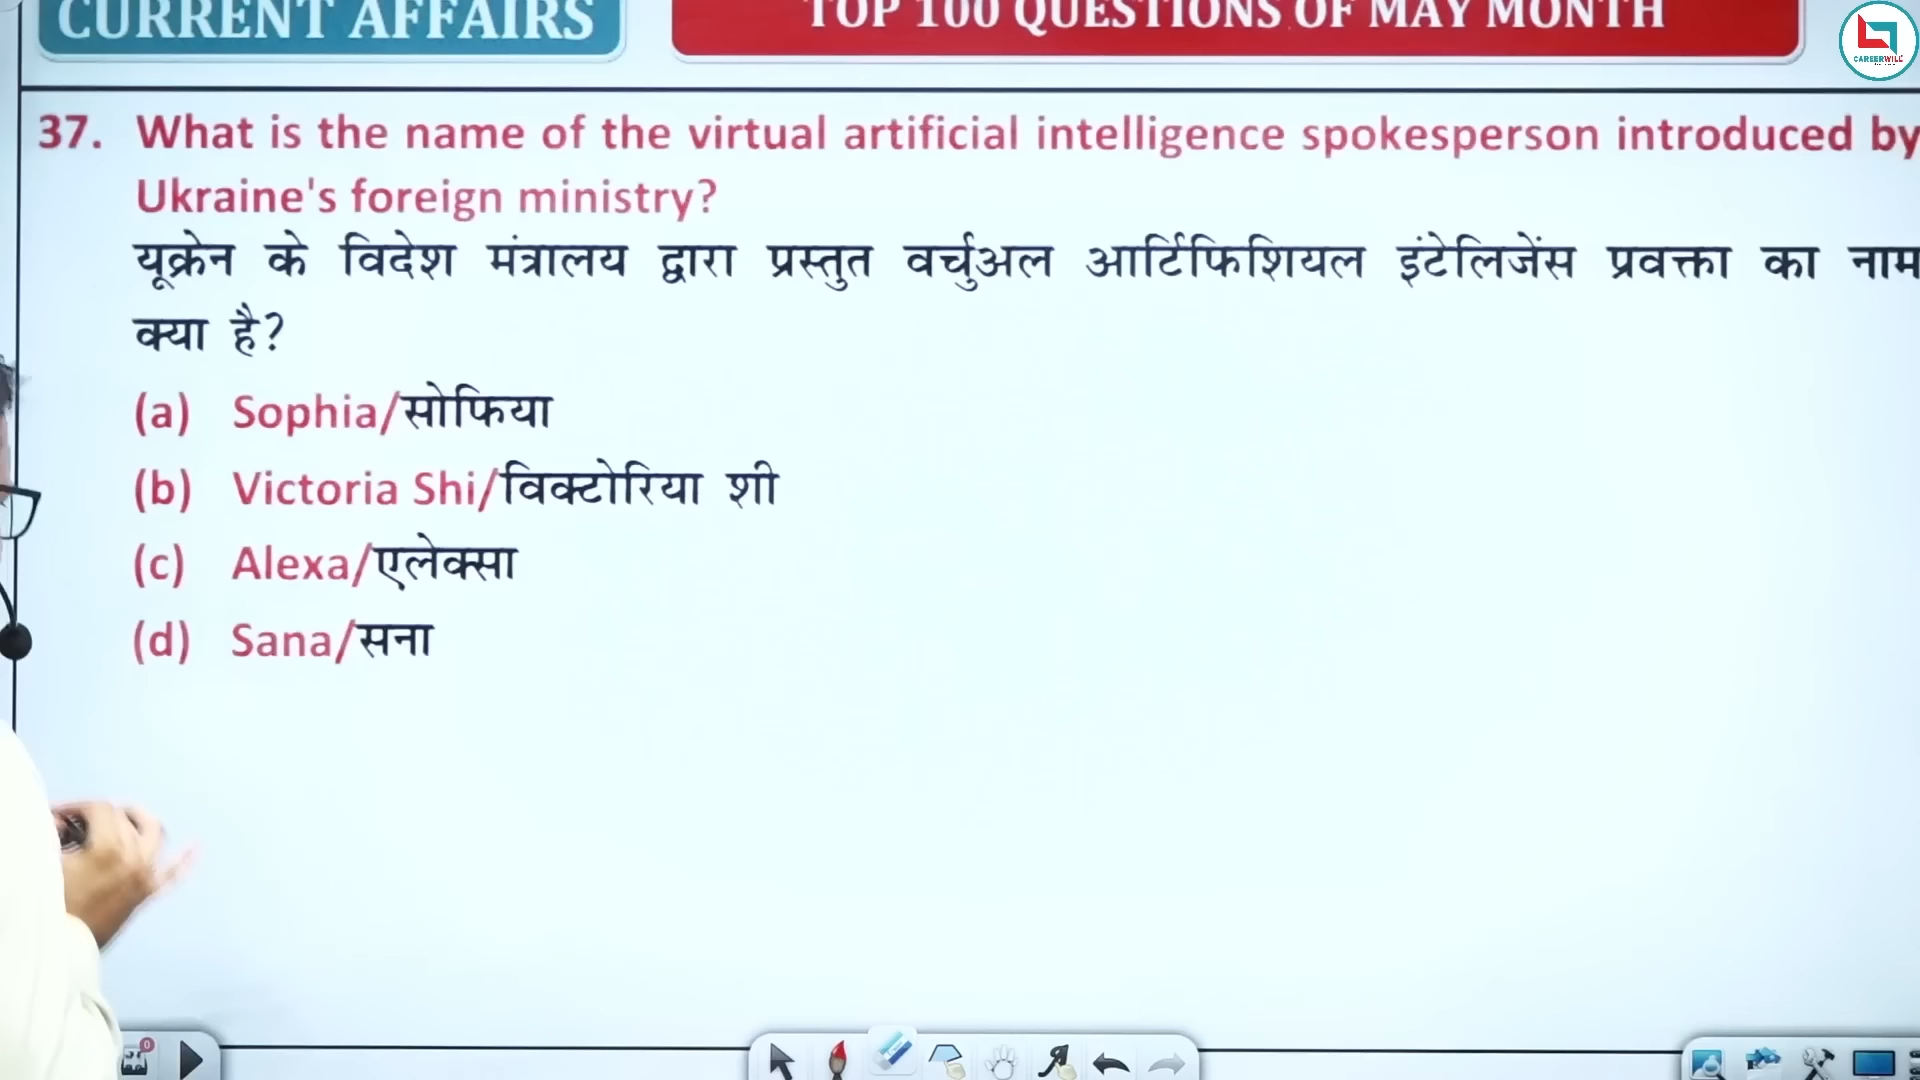 CURRENT AFFAIRS
TOP 100 QUESTIONS OF MAY MONTH
CAREERWILL
37. What is the name of the virtual artificial intelligence spokesperson introduced by
Ukraine's foreign ministry?
यूक्रेन के विदेश मंत्रालय द्वारा प्रस्तुत वर्चुअल आर्टिफिशियल इंटेलिजेंस प्रवक्ता का नाम
क्या है?
(a) Sophia/सोफिया
(b) Victoria Shi/विक्टोरिया शी
(c) Alexa/एलेक्सा
(d) Sana/सना
0